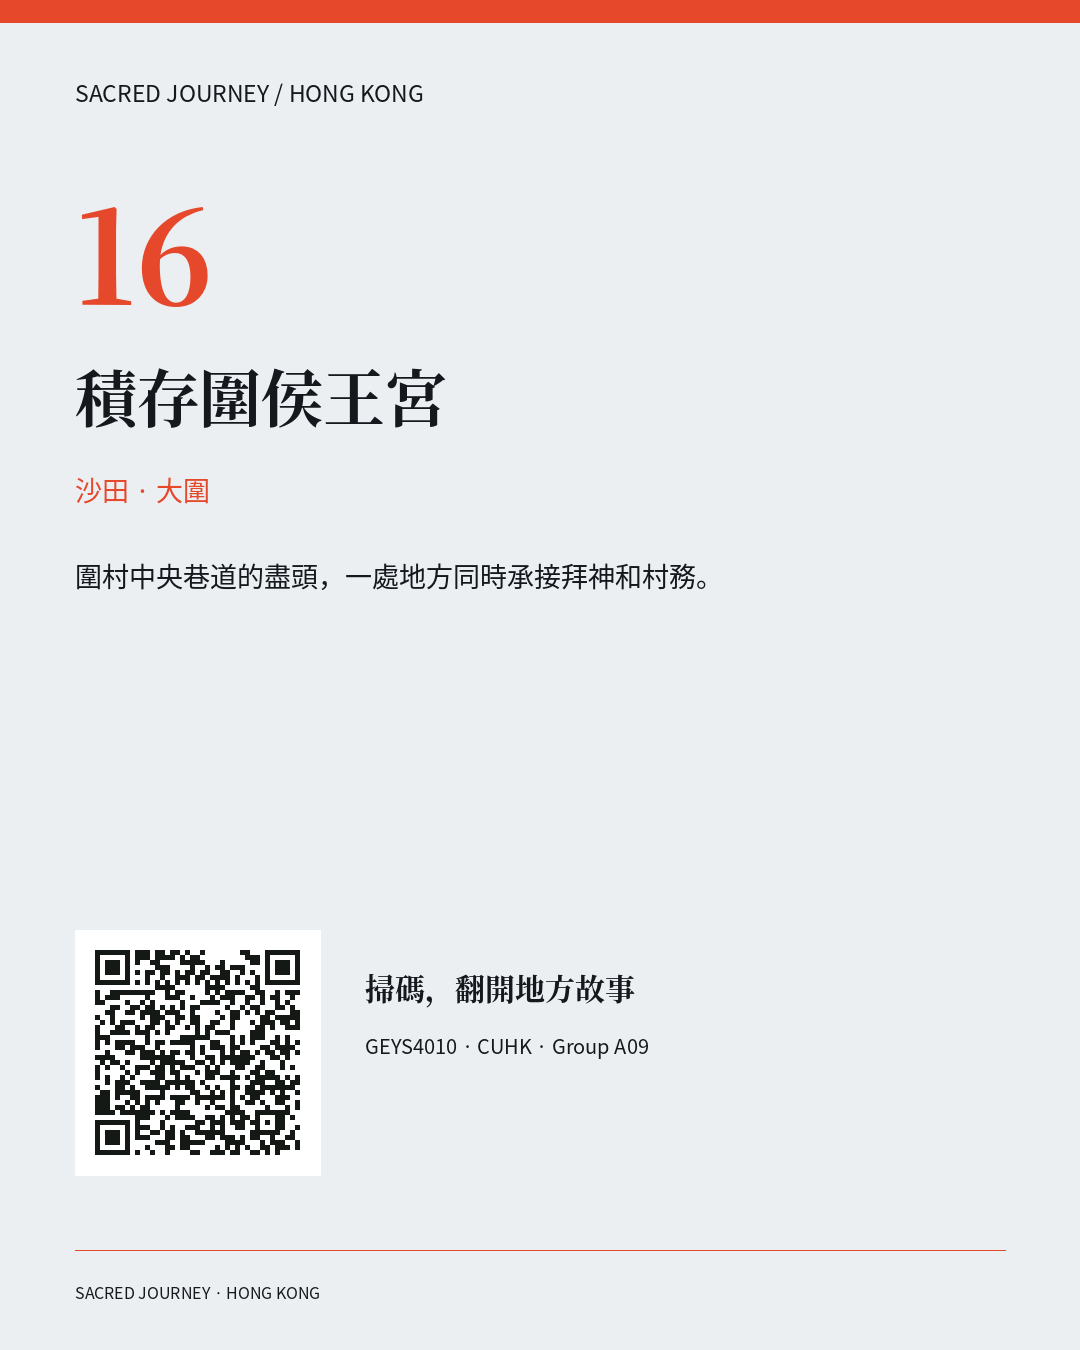 SACRED JOURNEY / HONG KONG
16
積存圍侯王宮
沙田 · 大圍
圍村中央巷道的盡頭，一處地方同時承接拜神和村務。
掃碼，翻開地方故事
GEYS4010 · CUHK · Group A09
SACRED JOURNEY · HONG KONG